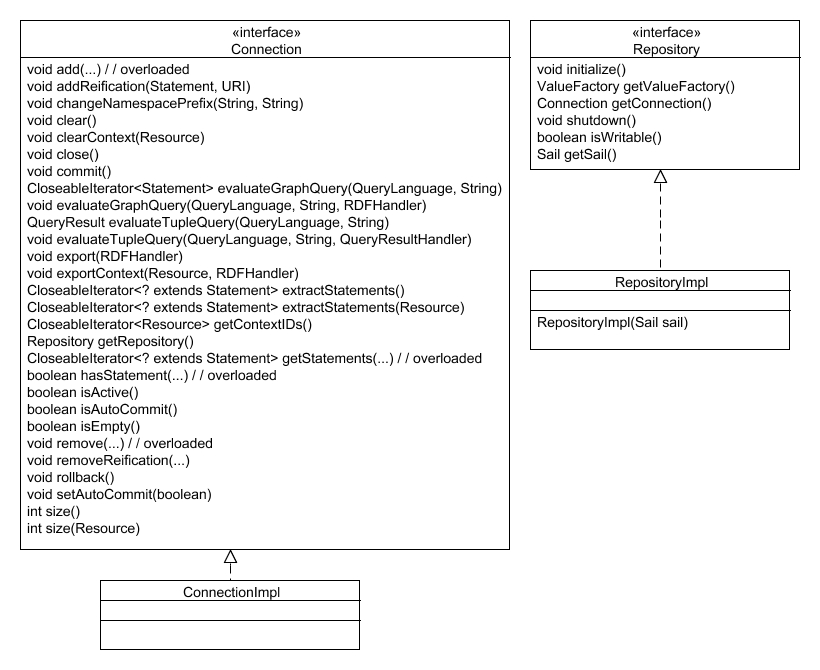 «interface»
Connection
void add(...) / / overloaded
void addReification(Statement, URI)
void changeNamespacePrefix(String, String)
void clear()
void clearContext(Resource)
void close()
void commit()
CloseableIterator<Statement> evaluateGraphQuery(QueryLanguage, String)
void evaluateGraphQuery(QueryLanguage, String, RDFHandler)
QueryResult evaluateTupleQuery(QueryLanguage, String)
void evaluateTupleQuery(QueryLanguage, String, QueryResultHandler)
void export(RDFHandler)
void exportContext(Resource, RDFHandler)
CloseableIterator<? extends Statement> extractStatements()
CloseableIterator<? extends Statement> extractStatements(Resource)
CloseableIterator<Resource> getContextIDs()
Repository getRepository()
CloseableIterator<? extends Statement> getStatements(...) / / overloaded
boolean hasStatement(...) / / overloaded
boolean isActive()
boolean isAutoCommit()
boolean isEmpty()
void remove(...) / / overloaded
void removeReification(...)
void rollback()
void setAutoCommit(boolean)
int size()
int size(Resource)
ConnectionImpl
«interface»
Repository
void initialize()
ValueFactory getValueFactory()
Connection getConnection()
void shutdown()
boolean isWritable()
Sail getSail()
RepositoryImpl
RepositoryImpl(Sail sail)